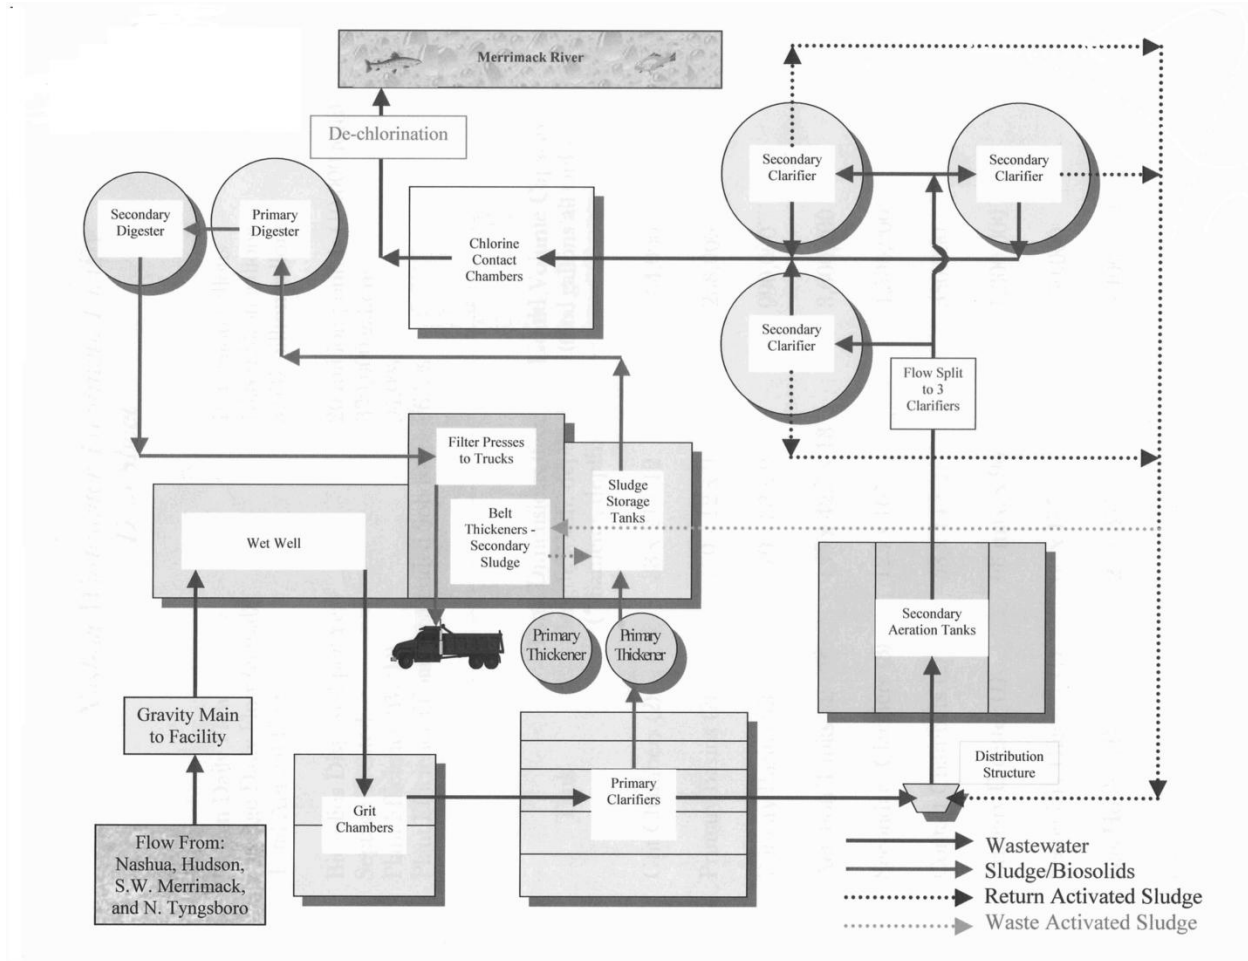 Merrimack River
De-chlorination
Secondary
Clarifier
Secondary
Clarifier
Secondary
Digester
Primary
Digester
Chlorine
Contact
Chambers
Secondary
Clarifier
Flow Split
to 3
Clarifiers
Filter Presses
to Trucks
Sludge
Storage
Tanks
Belt
Thickeners -
Secondary
Sludge
Wet Well
Secondary
Aeration Tanks
Primary
Thickener
Primary
Thickener
Gravity Main
to Facility
Distribution
Structure
Primary
Clarifiers
Grit
Chambers
Flow From:
Nashua, Hudson,
S.W. Merrimack,
and N. Tyngsboro
Wastewater
Sludge/Biosolids
Return Activated Sludge
Waste Activated Sludge